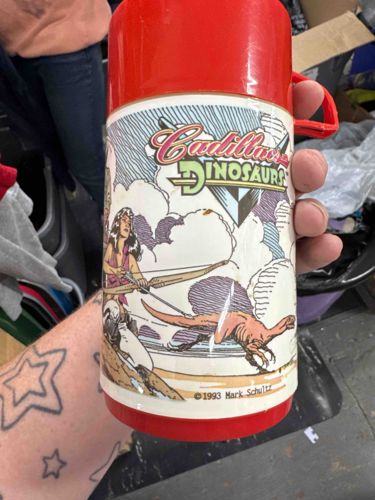 Cadillacs
DINOSAURS
© 1993 Mark Schultz